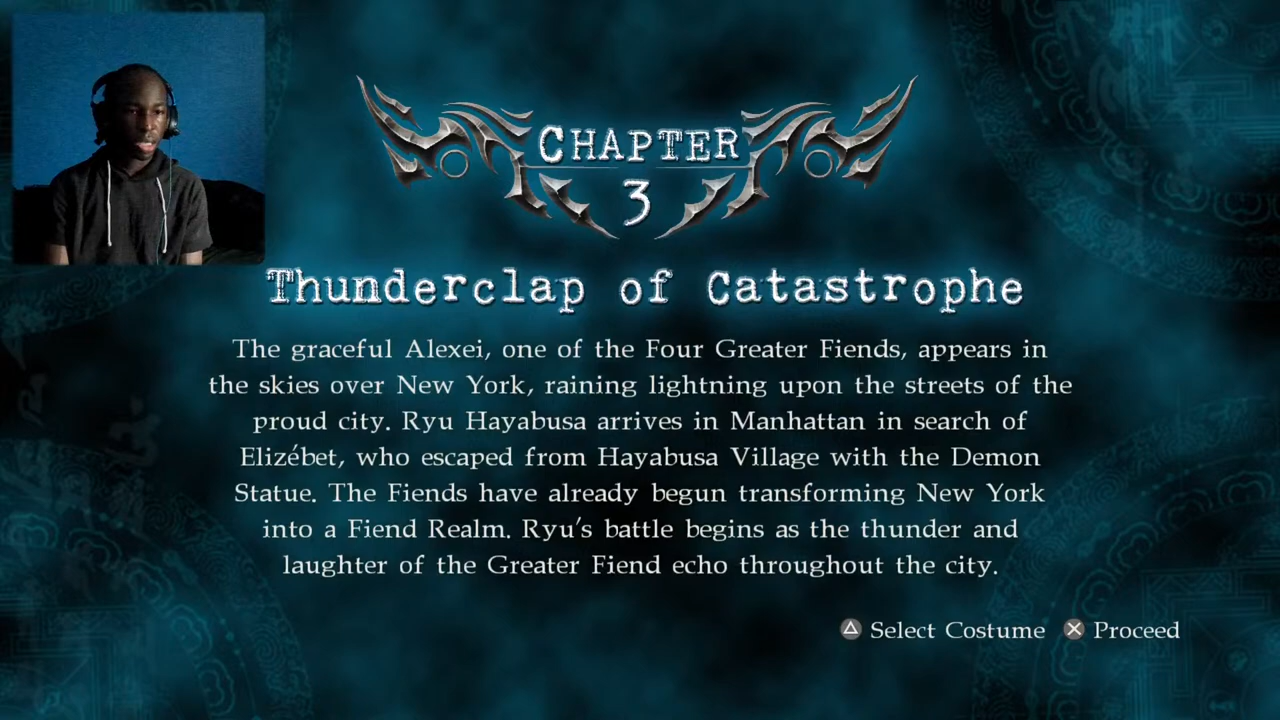 CHAPTER
3
Thunderclap of Catastrophe
The graceful Alexei, one of the Four Greater Fiends, appears in
the skies over New York, raining lightning upon the streets of the
proud city. Ryu Hayabusa arrives in Manhattan in search of
Elizébet, who escaped from Hayabusa Village with the Demon
Statue. The Fiends have already begun transforming New York
into a Fiend Realm. Ryu's battle begins as the thunder and
laughter of the Greater Fiend echo throughout the city.
Select Costume Proceed